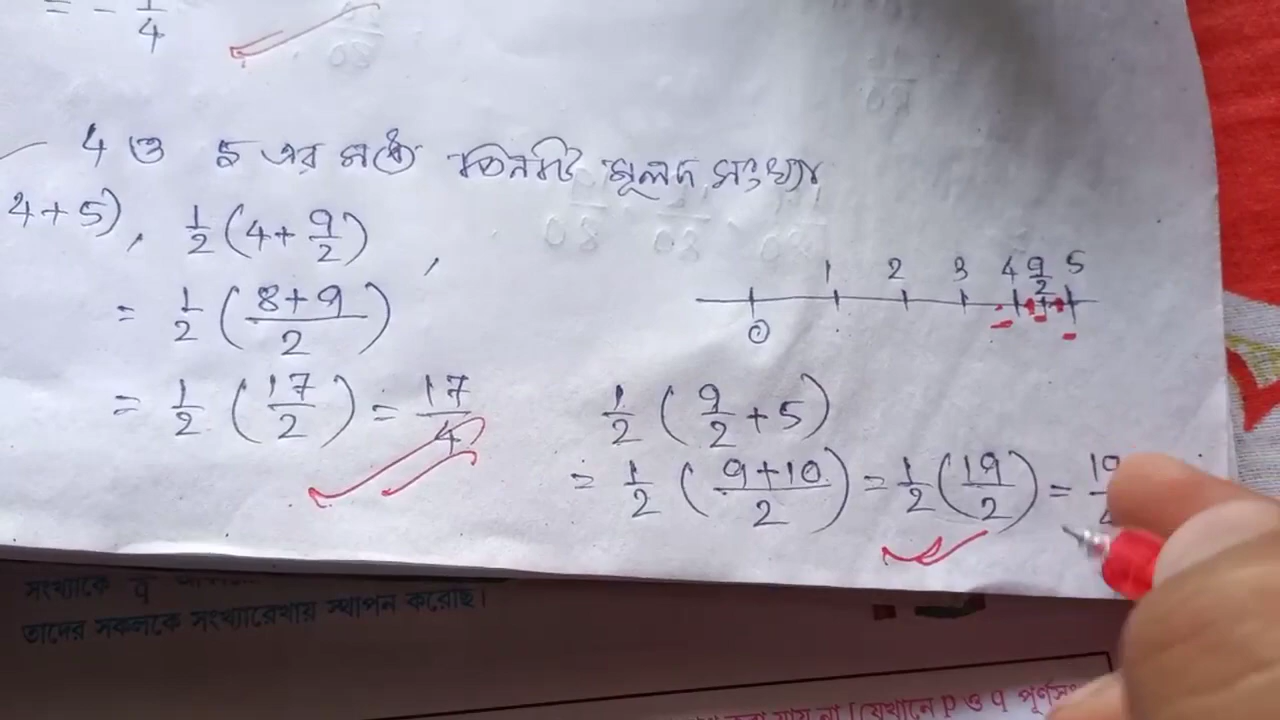 = - 1/4
4 ও 5 এর মধ্যে তিনটি মূলদ সংখ্যা
4+5), 1/2 (4+ 9/2) ,
= 1/2 (8+9/2)
= 1/2 (17/2) = 17/4
1 2 3 4 9/2 5
0
1/2 (9/2 + 5)
= 1/2 (9+10/2) = 1/2 (19/2) = 19/4
সংখ্যাকে q
তাদের সকলকে সংখ্যারেখায় স্থাপন করেছি।
যায় না [যেখানে p ও q